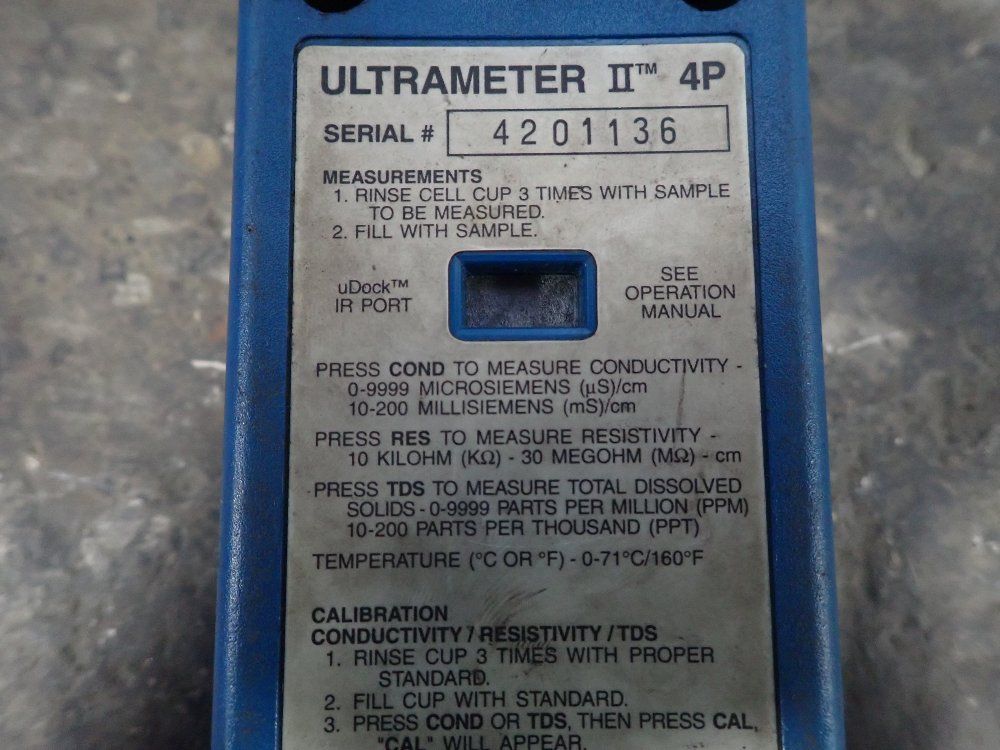 ULTRAMETER II™ 4P
SERIAL # 4201136
MEASUREMENTS
1. RINSE CELL CUP 3 TIMES WITH SAMPLE
TO BE MEASURED.
2. FILL WITH SAMPLE.
uDock™
IR PORT
SEE
OPERATION
MANUAL
PRESS COND TO MEASURE CONDUCTIVITY -
0-9999 MICROSIEMENS (µS)/cm
10-200 MILLISIEMENS (mS)/cm
PRESS RES TO MEASURE RESISTIVITY -
10 KILOHM (KΩ) - 30 MEGOHM (MΩ) - cm
PRESS TDS TO MEASURE TOTAL DISSOLVED
SOLIDS - 0-9999 PARTS PER MILLION (PPM)
10-200 PARTS PER THOUSAND (PPT)
TEMPERATURE (°C OR °F) - 0-71°C/160°F
CALIBRATION
CONDUCTIVITY / RESISTIVITY / TDS
1. RINSE CUP 3 TIMES WITH PROPER
STANDARD.
2. FILL CUP WITH STANDARD.
3. PRESS COND OR TDS, THEN PRESS CAL.
"CAL" WILL APPEAR.